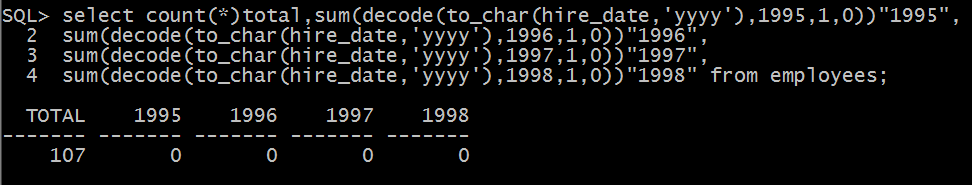 SQL> select count(*)total,sum(decode(to_char(hire_date,'yyyy'),1995,1,0))"1995",
  2  sum(decode(to_char(hire_date,'yyyy'),1996,1,0))"1996",
  3  sum(decode(to_char(hire_date,'yyyy'),1997,1,0))"1997",
  4  sum(decode(to_char(hire_date,'yyyy'),1998,1,0))"1998" from employees;

  TOTAL    1995    1996    1997    1998
------- ------- ------- ------- -------
    107       0       0       0       0